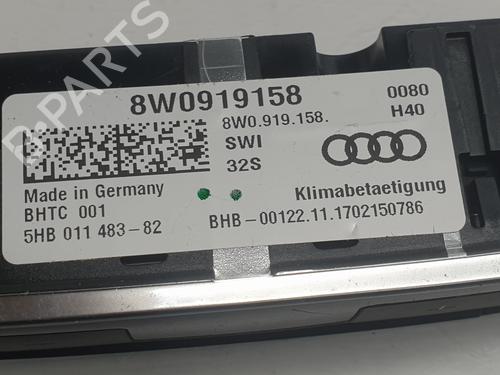 8W0919158
0080
8W0.919.158.
H40
SWI
32S
Made in Germany
BHTC 001
5HB 011 483-82
Klimabetaetigung
BHB-00122.11.1702150786
B-PARTS